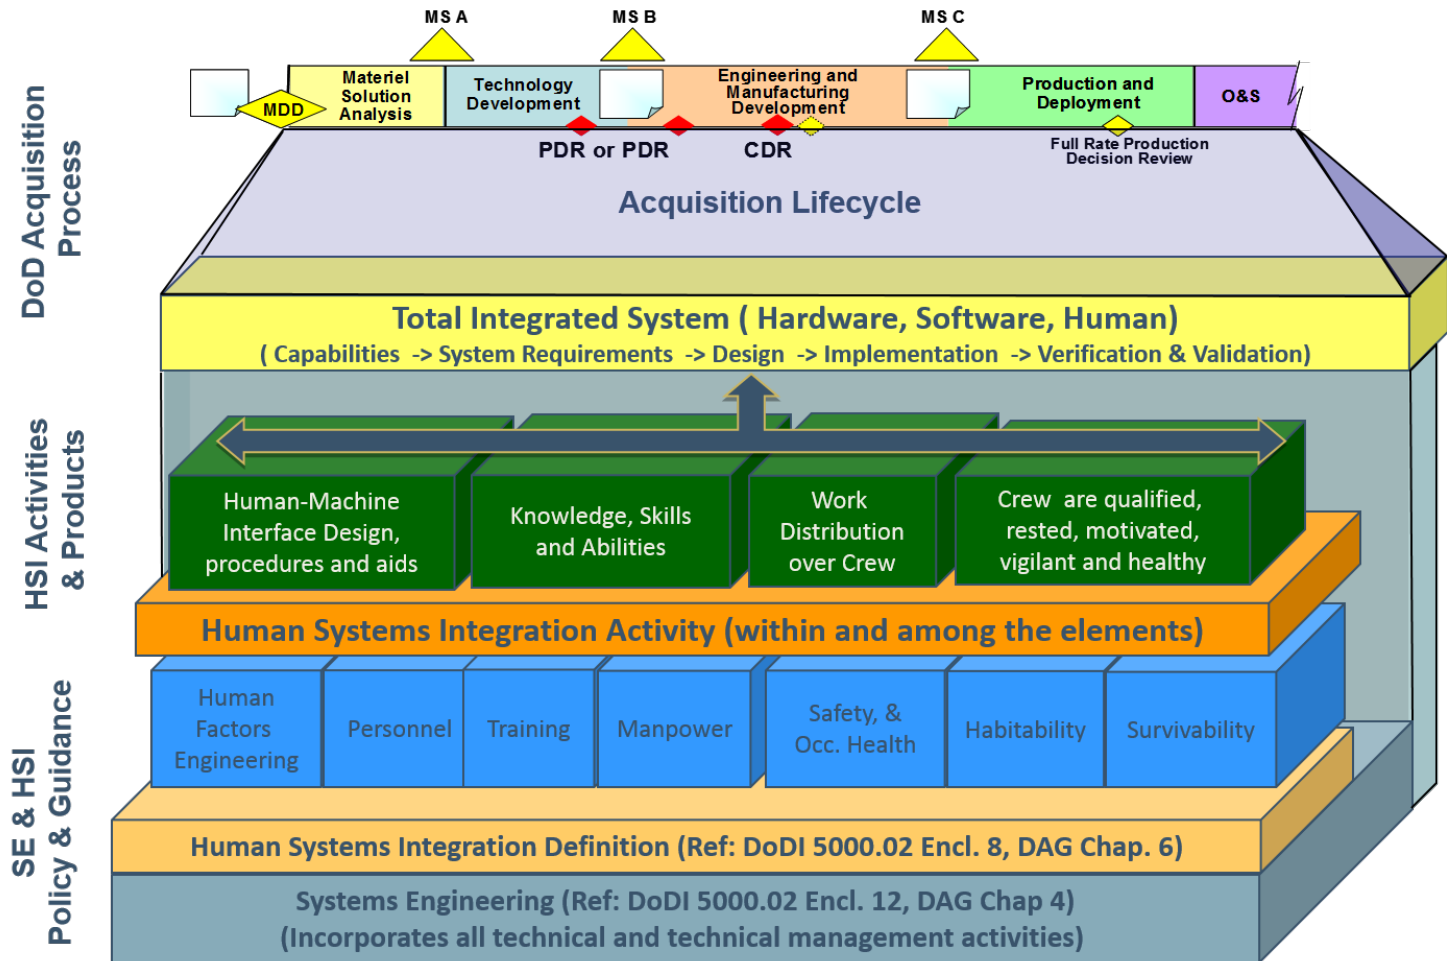 MS A
MS B
MS C
MDD
Materiel
Solution
Analysis
Technology
Development
Engineering and
Manufacturing
Development
Production and
Deployment
O&S
PDR or PDR
CDR
Full Rate Production
Decision Review
DoD Acquisition
Process
Acquisition Lifecycle
Total Integrated System ( Hardware, Software, Human)
( Capabilities -> System Requirements -> Design -> Implementation -> Verification & Validation)
HSI Activities
& Products
Human-Machine
Interface Design,
procedures and aids
Knowledge, Skills
and Abilities
Work
Distribution
over Crew
Crew are qualified,
rested, motivated,
vigilant and healthy
Human Systems Integration Activity (within and among the elements)
SE & HSI
Policy & Guidance
Human
Factors
Engineering
Personnel
Training
Manpower
Safety, &
Occ. Health
Habitability
Survivability
Human Systems Integration Definition (Ref: DoDI 5000.02 Encl. 8, DAG Chap. 6)
Systems Engineering (Ref: DoDI 5000.02 Encl. 12, DAG Chap 4)
(Incorporates all technical and technical management activities)